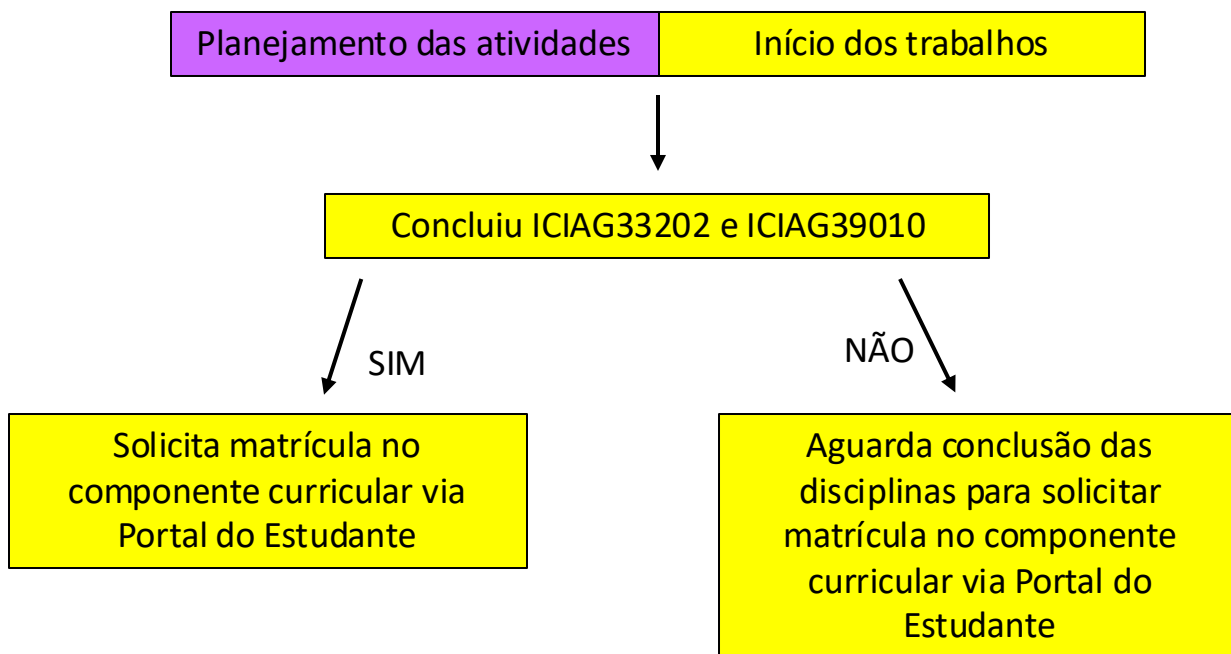 Planejamento das atividades
Início dos trabalhos
Concluiu ICIAG33202 e ICIAG39010
SIM
NÃO
Solicita matrícula no
componente curricular via
Portal do Estudante
Aguarda conclusão das
disciplinas para solicitar
matrícula no componente
curricular via Portal do
Estudante